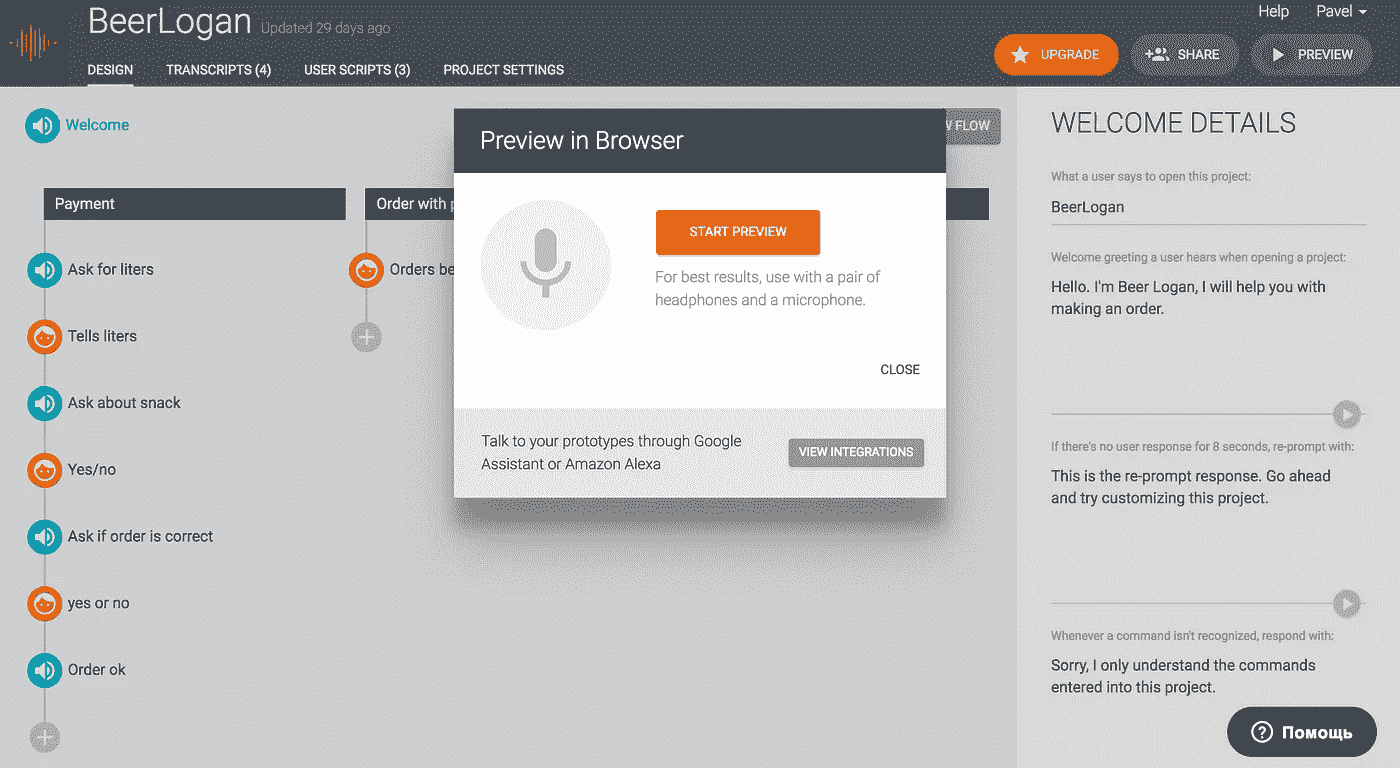 BeerLogan Updated 29 days ago
Help Pavel
DESIGN TRANSCRIPTS (4) USER SCRIPTS (3) PROJECT SETTINGS
UPGRADE SHARE PREVIEW
Welcome
FLOW
Payment
Order with
Ask for liters
Orders
Tells liters
Ask about snack
Yes/no
Ask if order is correct
yes or no
Order ok
Preview in Browser
START PREVIEW
For best results, use with a pair of
headphones and a microphone.
CLOSE
Talk to your prototypes through Google
Assistant or Amazon Alexa
VIEW INTEGRATIONS
WELCOME DETAILS
What a user says to open this project:
BeerLogan
Welcome greeting a user hears when opening a project:
Hello. I'm Beer Logan, I will help you with
making an order.
If there's no user response for 8 seconds, re-prompt with:
This is the re-prompt response. Go ahead
and try customizing this project.
Whenever a command isn't recognized, respond with:
Sorry, I only understand the commands
entered into this project.
Помощь